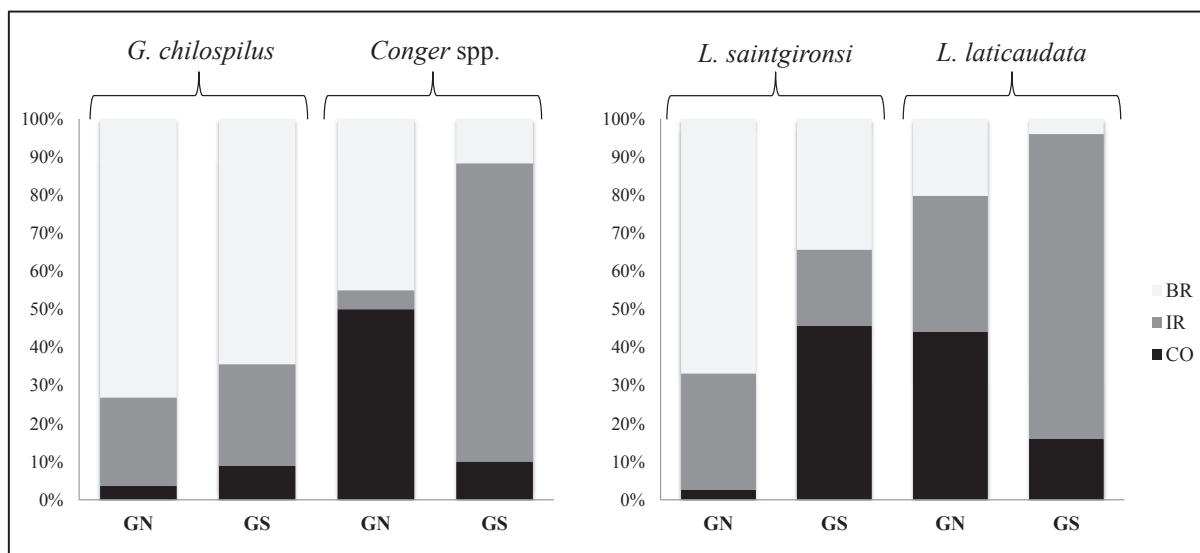 G. chilospilus Conger spp. L. saintgironsi L. laticaudata
100% 100%
90% 90%
80% 80%
70% 70%
60% 60%
50% 50%
40% 40%
30% 30%
20% 20%
10% 10%
0% 0%
GN GS GN GS GN GS GN GS
BR
IR
CO